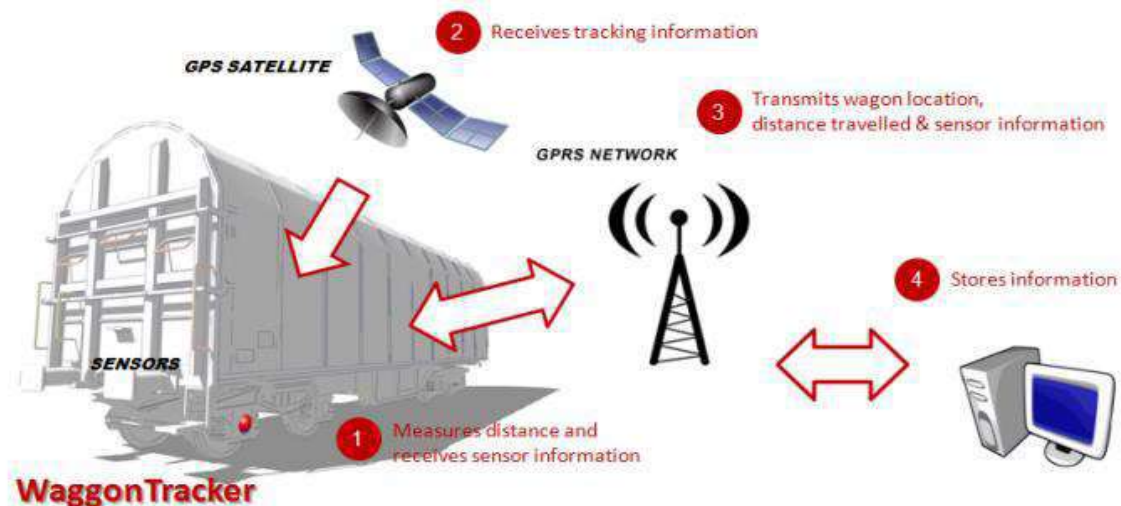 2 Receives tracking information
GPS SATELLITE
3 Transmits wagon location,
distance travelled & sensor information
GPRS NETWORK
4 Stores information
SENSORS
1 Measures distance and
receives sensor information
WaggonTracker